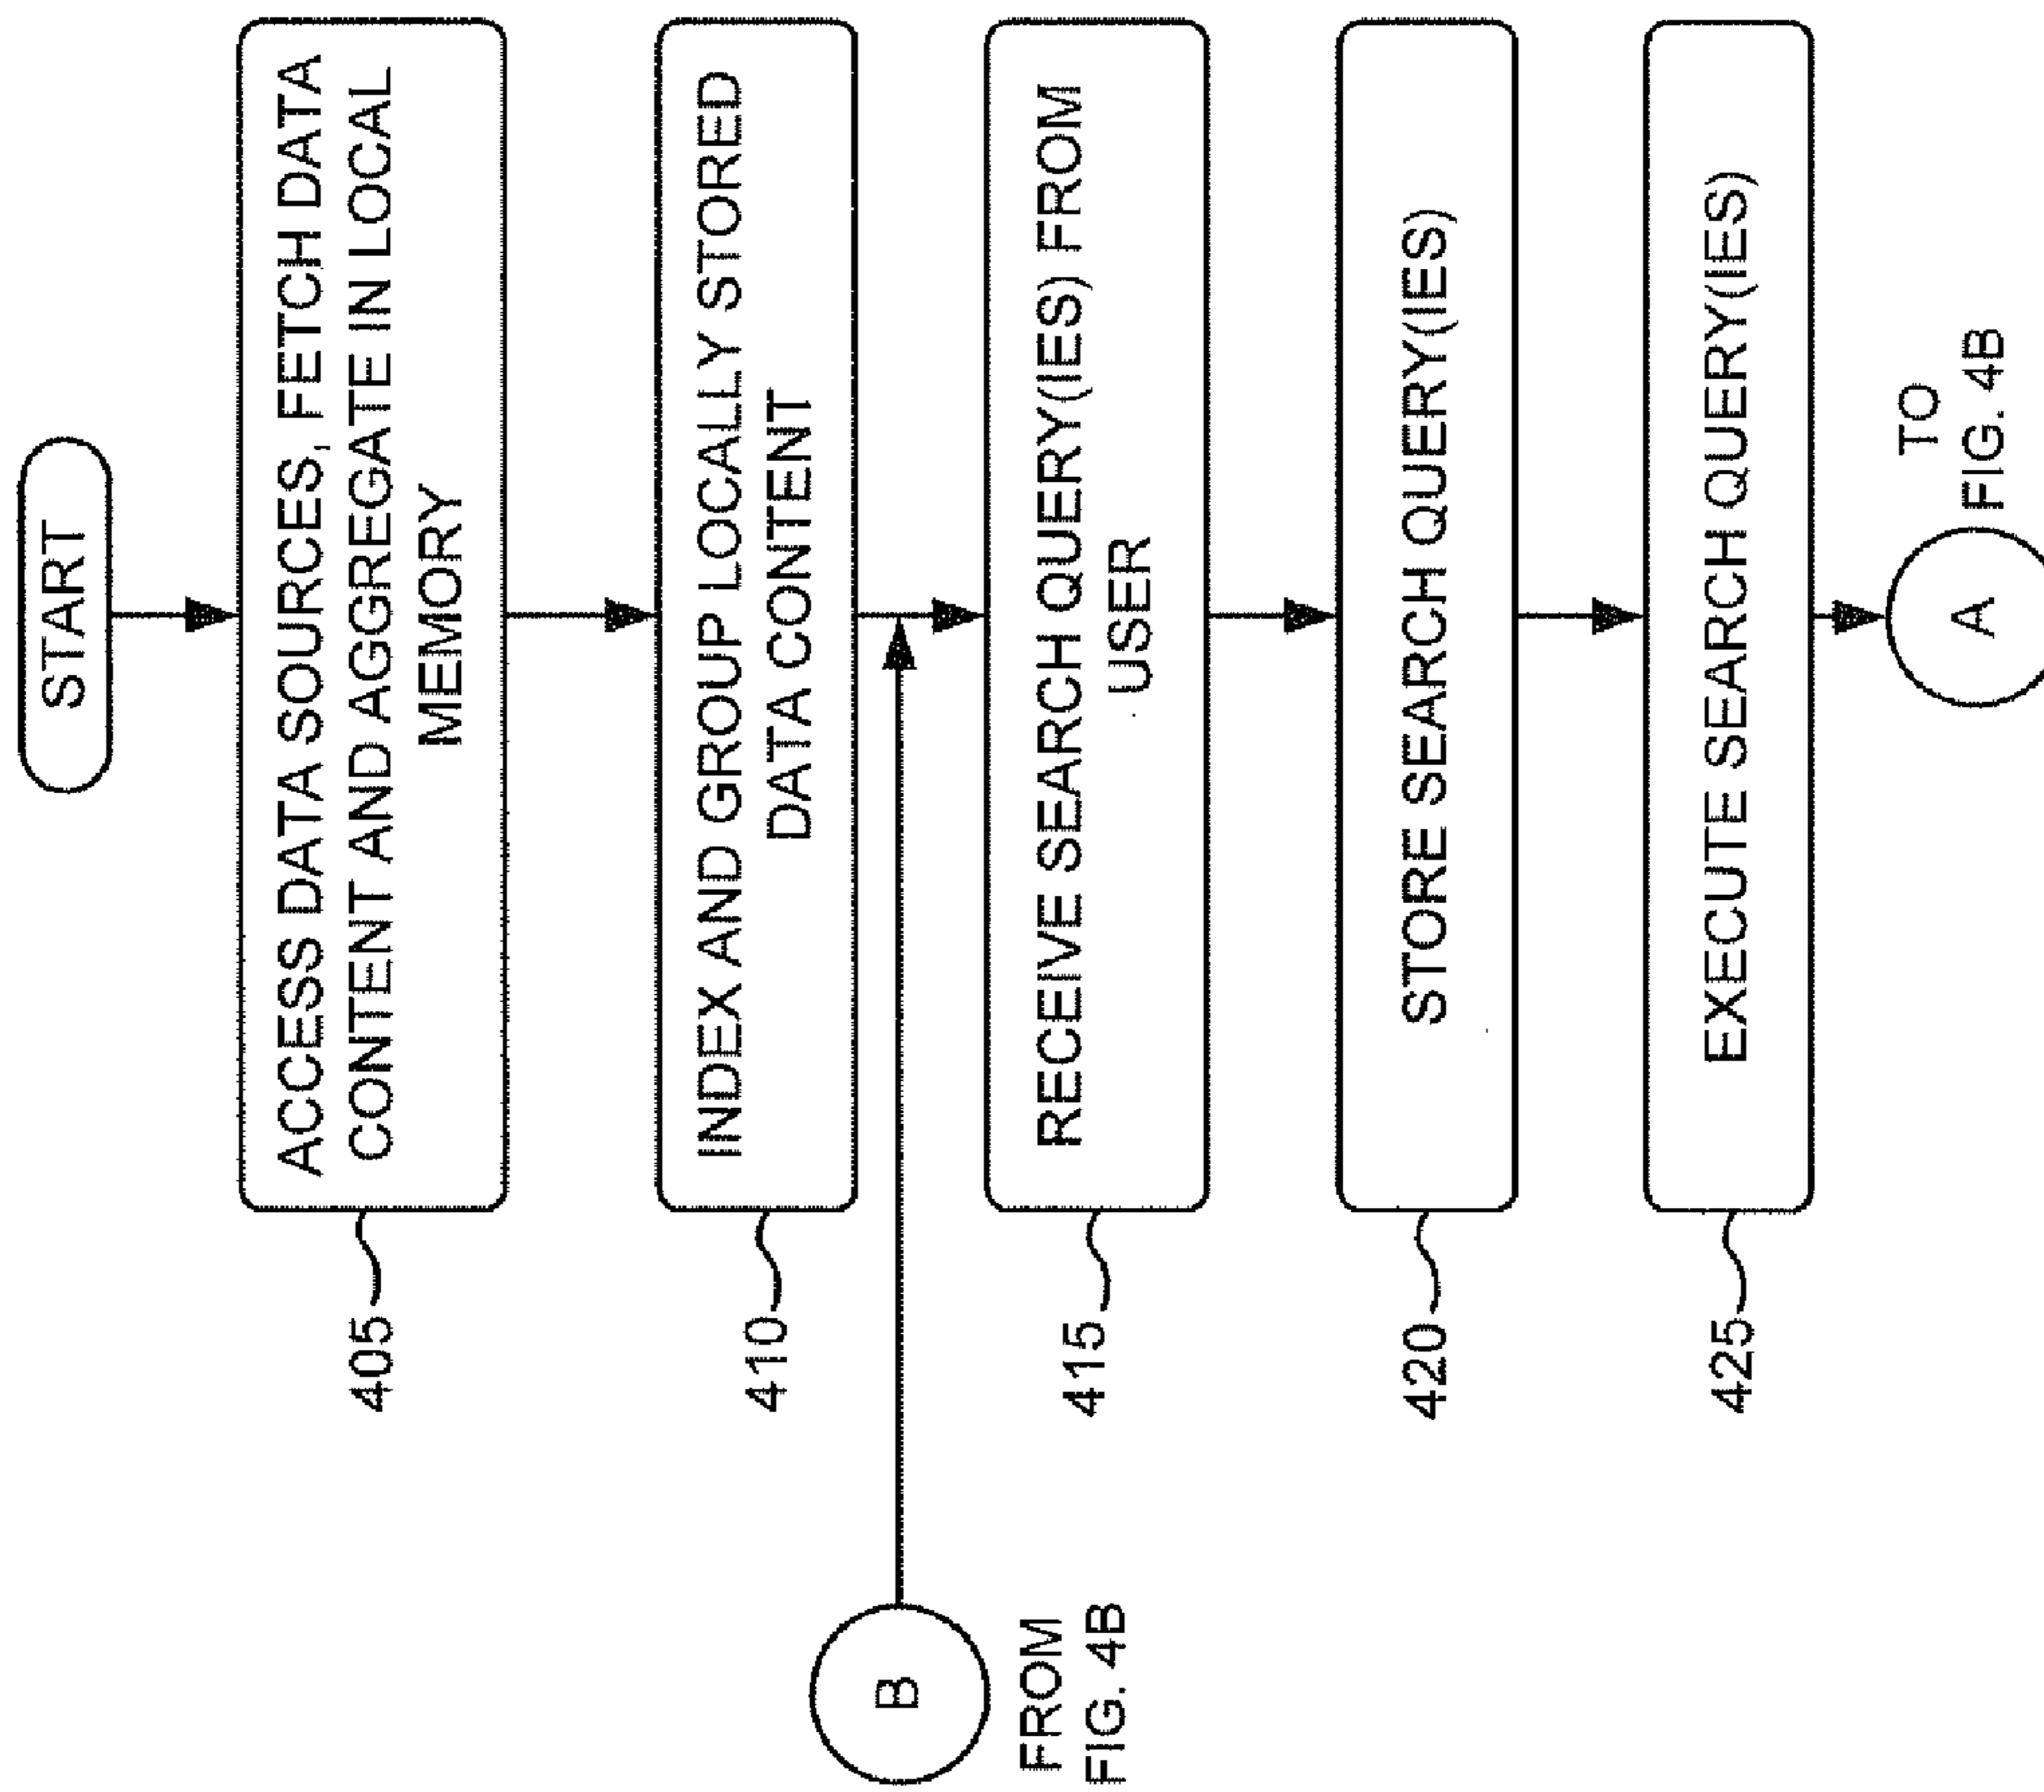 START
ACCESS DATA SOURCES, FETCH DATA
CONTENT AND AGGREGATE IN LOCAL
MEMORY
405
INDEX AND GROUP LOCALLY STORED
DATA CONTENT
410
B
FROM
FIG. 4B
RECEIVE SEARCH QUERY(IES) FROM
USER
415
STORE SEARCH QUERY(IES)
420
EXECUTE SEARCH QUERY(IES)
425
A
TO
FIG. 4B